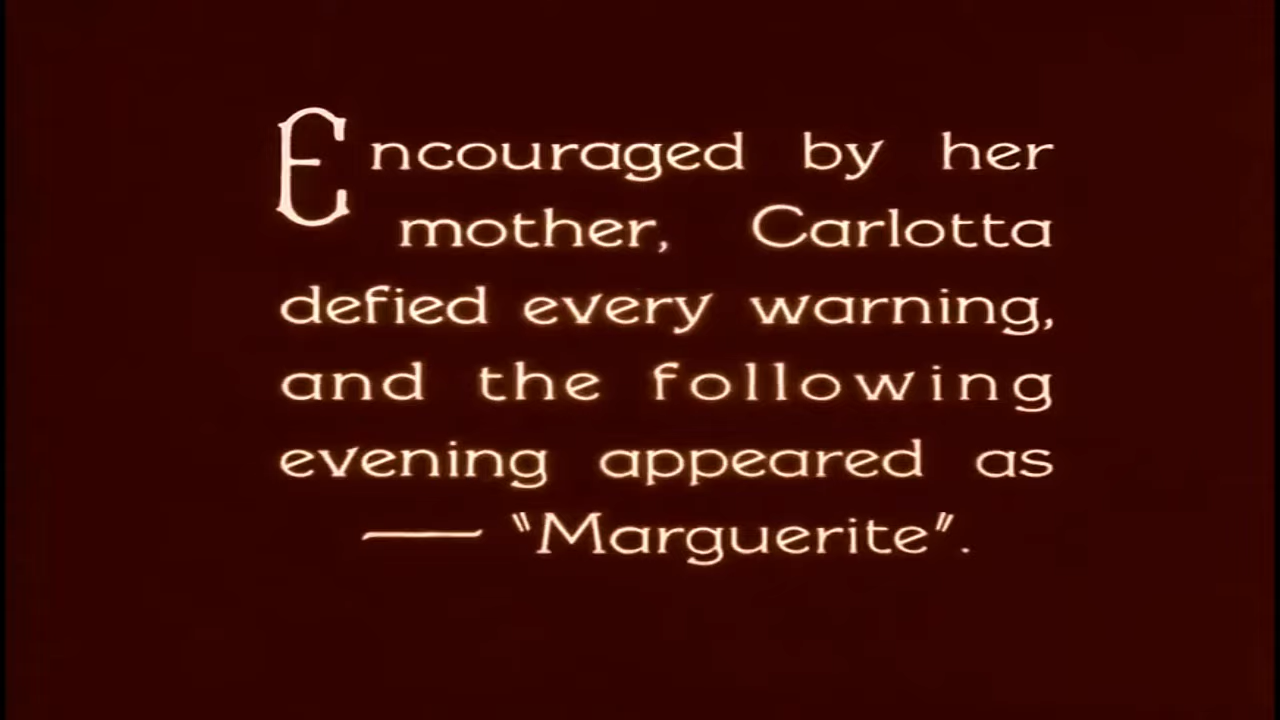 Encouraged by her
mother, Carlotta
defied every warning,
and the following
evening appeared as
— "Marguerite".